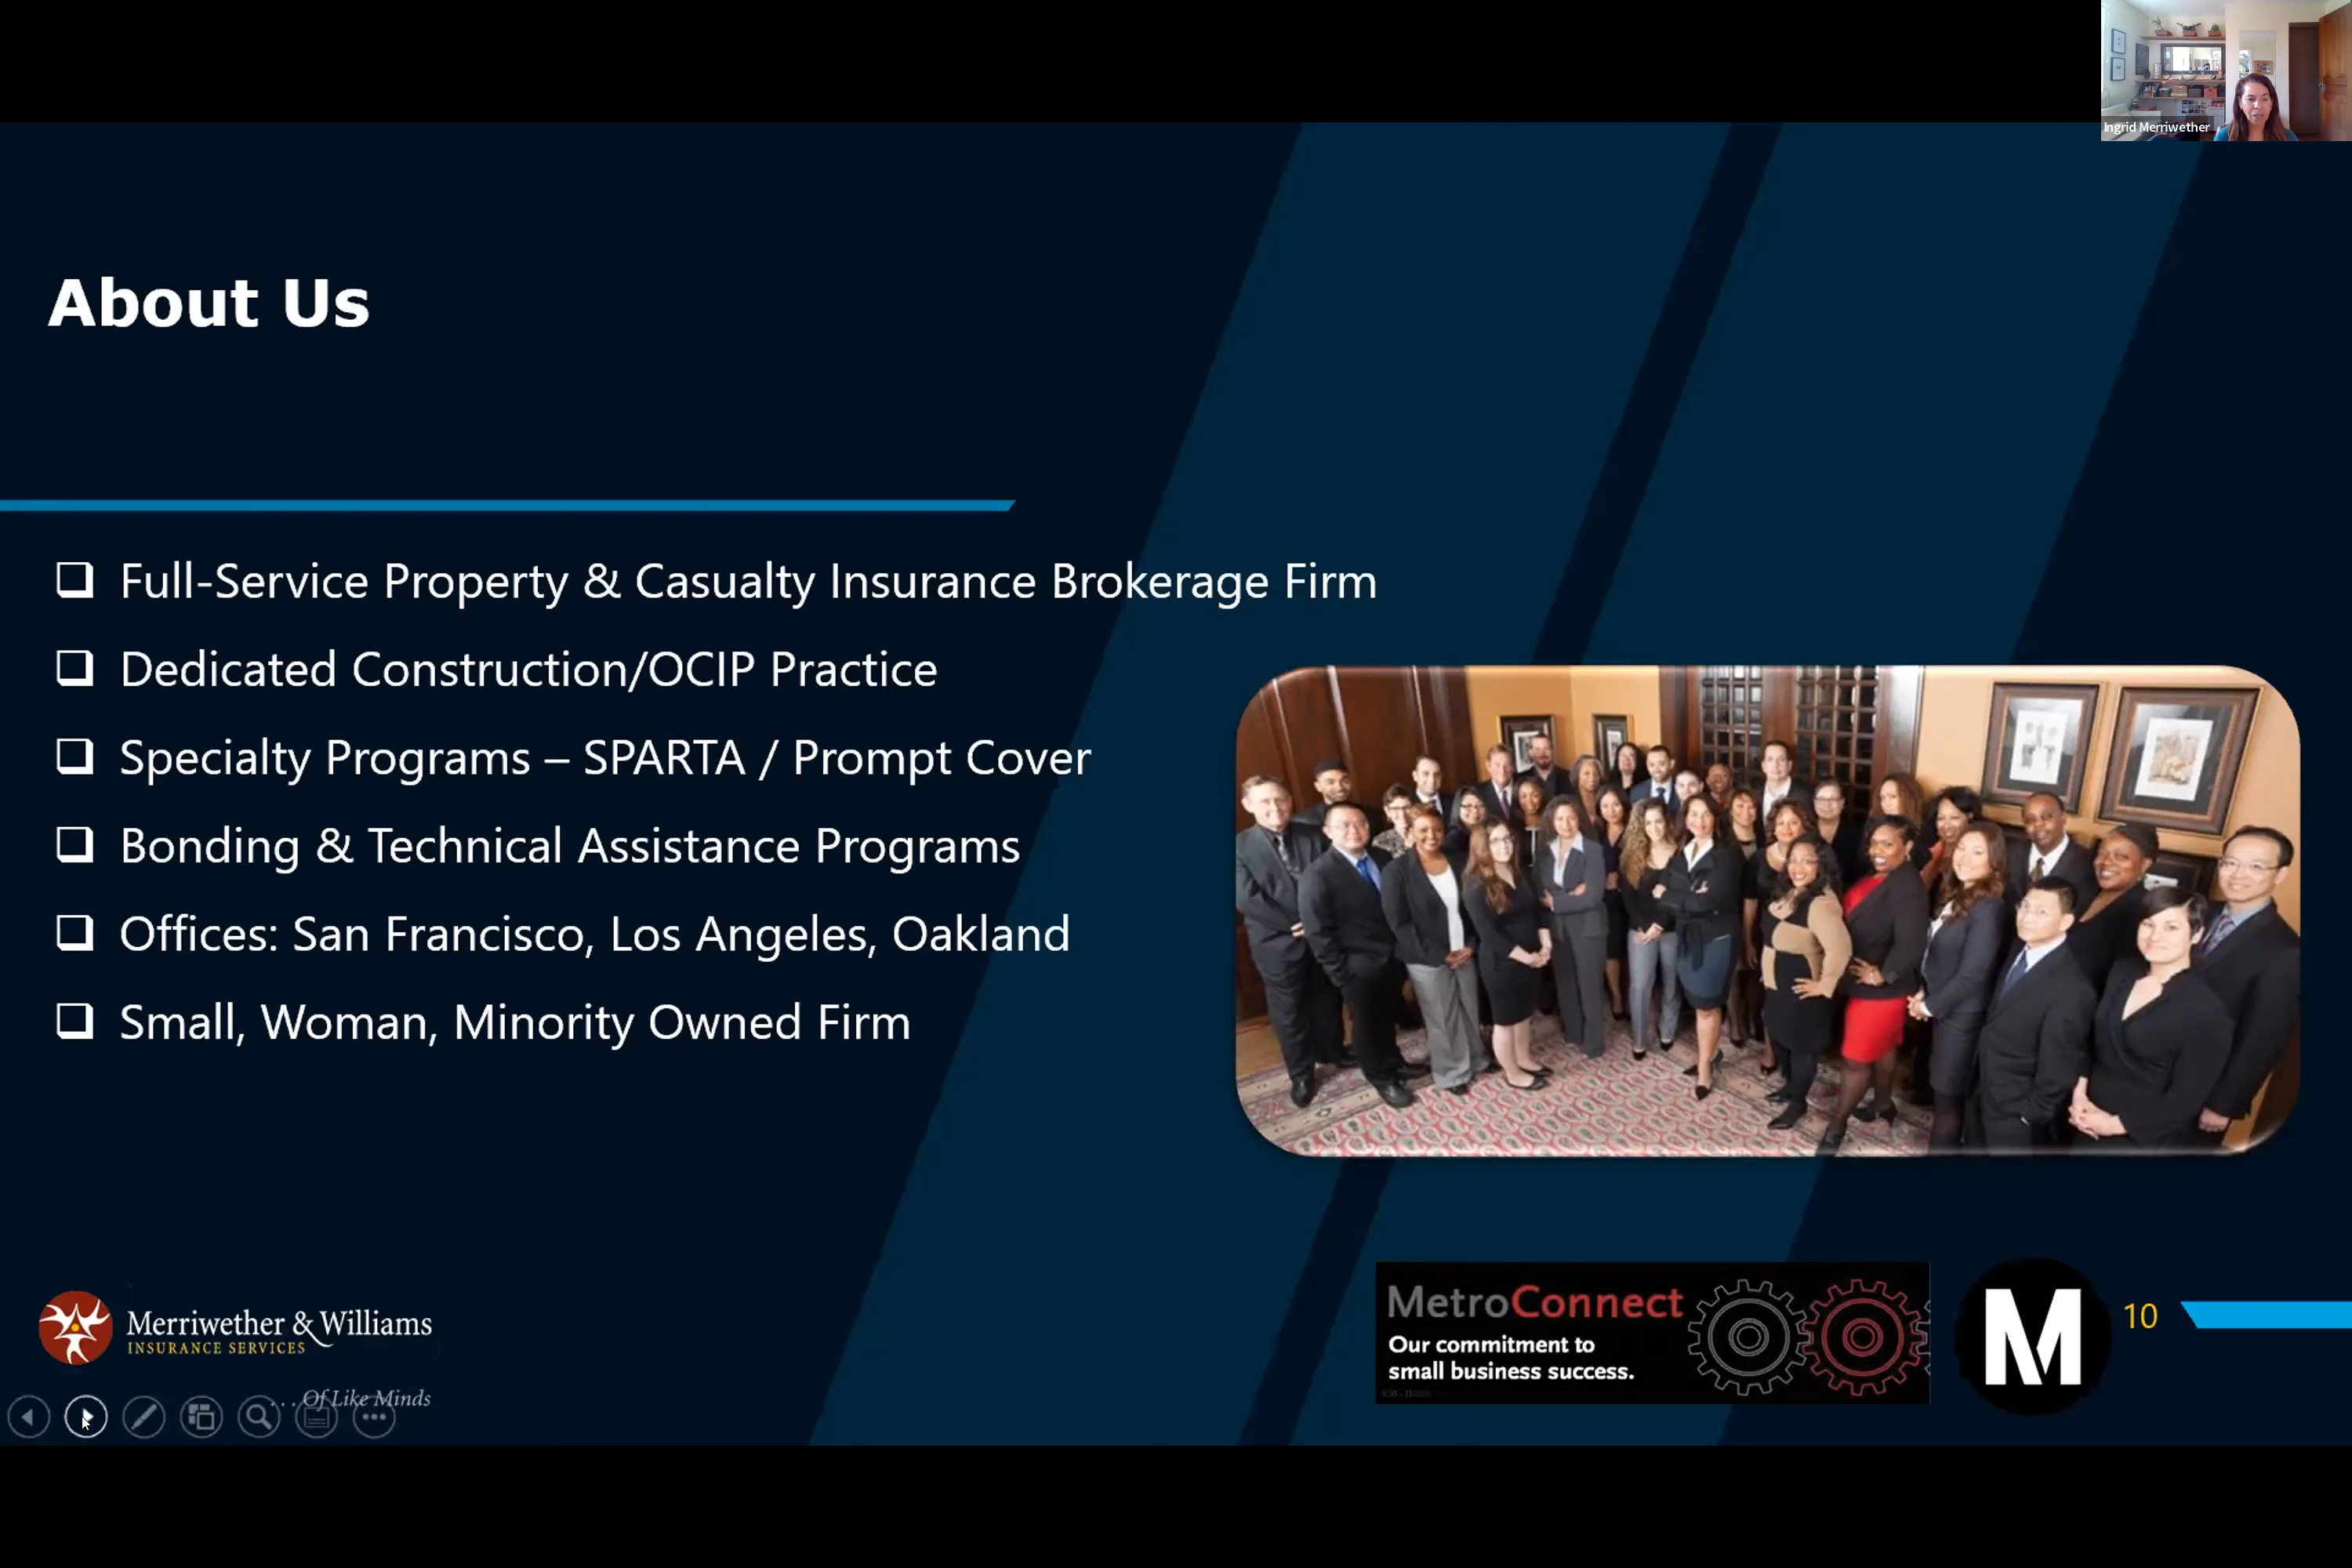 Ingrid Merriwether
About Us
Full-Service Property & Casualty Insurance Brokerage Firm
Dedicated Construction/OCIP Practice
Specialty Programs – SPARTA / Prompt Cover
Bonding & Technical Assistance Programs
Offices: San Francisco, Los Angeles, Oakland
Small, Woman, Minority Owned Firm
Merriwether & Williams
INSURANCE SERVICES
. . . Of Like Minds
MetroConnect
Our commitment to
small business success.
M
10